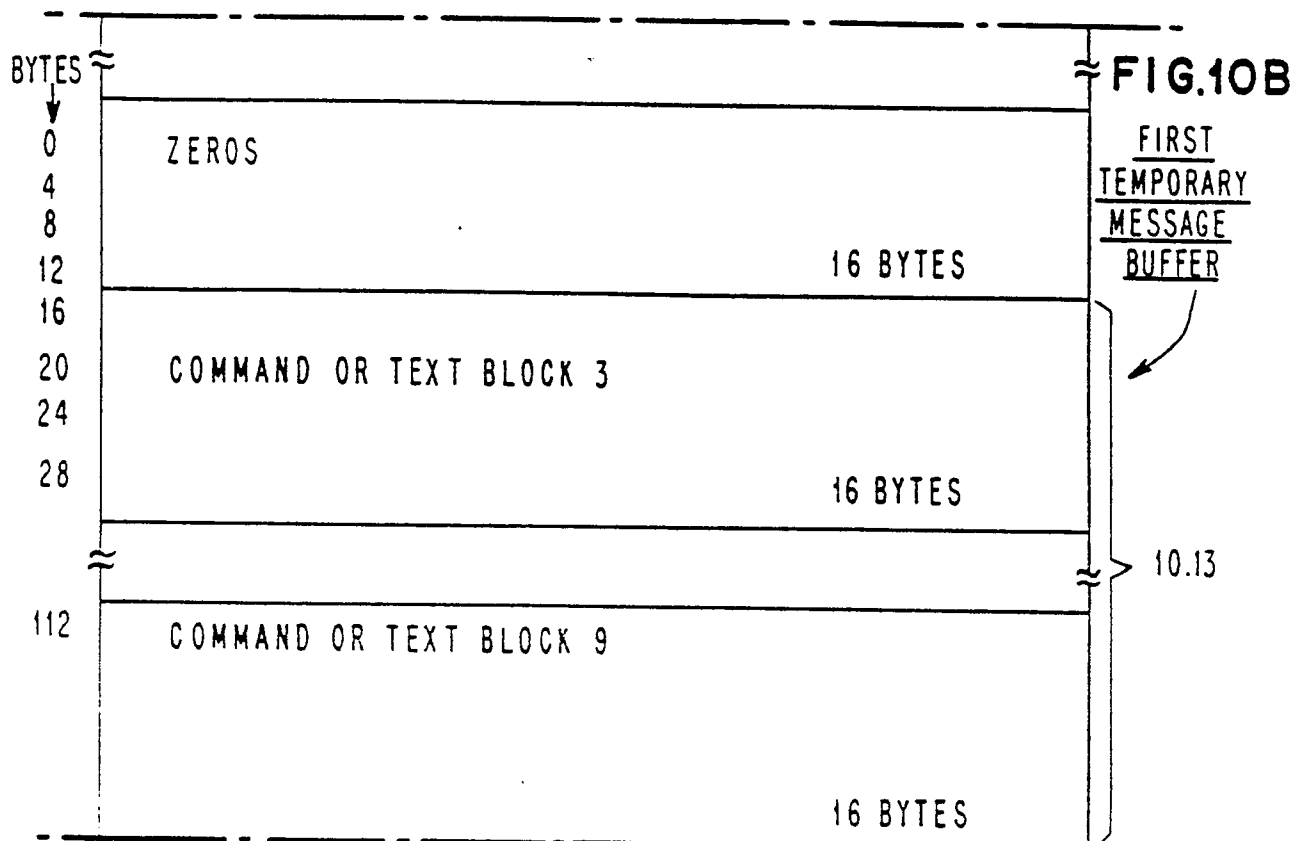 BYTES
FIG.10B
0
ZEROS
FIRST
TEMPORARY
MESSAGE
BUFFER
4
8
12
16 BYTES
16
20
COMMAND OR TEXT BLOCK 3
24
28
16 BYTES
10.13
112
COMMAND OR TEXT BLOCK 9
16 BYTES